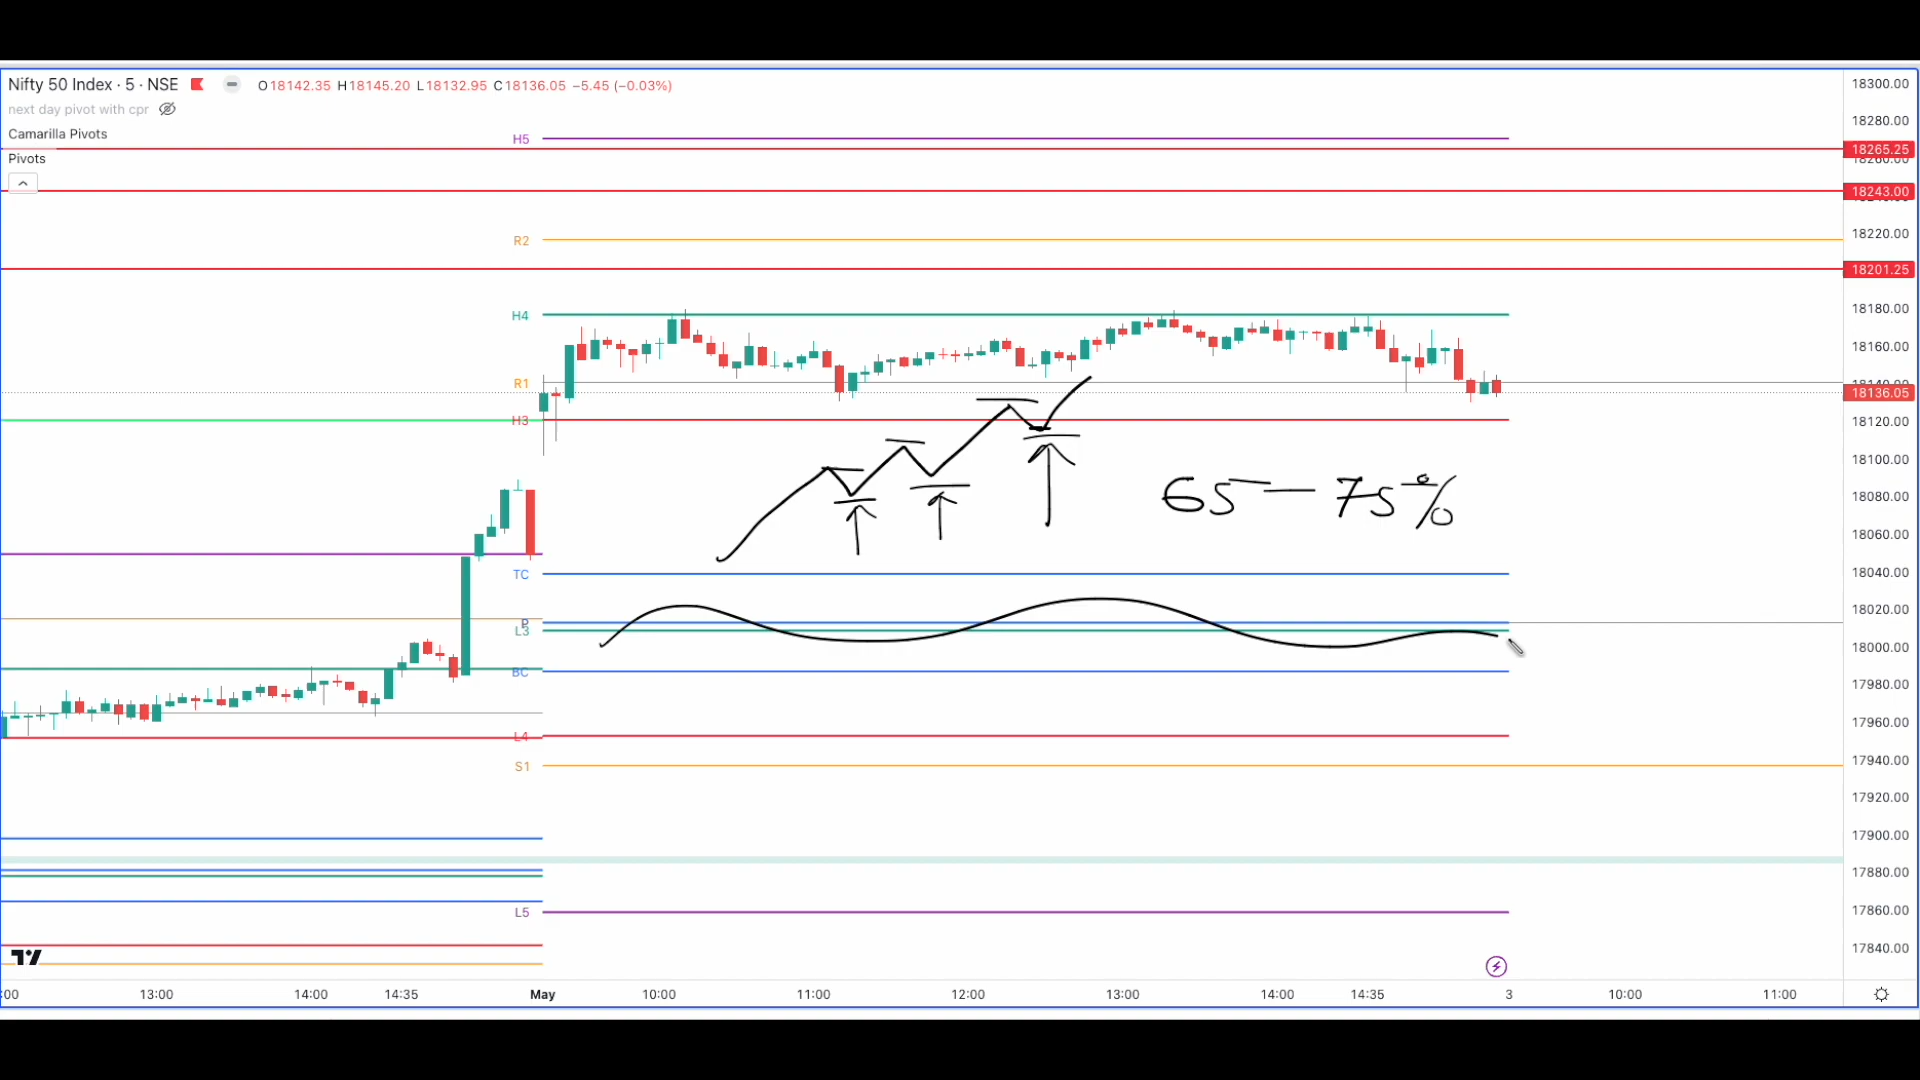 Nifty 50 Index · 5 · NSE O18142.35 H18145.20 L18132.95 C18136.05 −5.45 (−0.03%)
next day pivot with cpr
Camarilla Pivots
Pivots
H5
R2
H4
R1
H3
TC
P
L3
BC
L4
S1
L5
65 — 75%
18300.00
18280.00
18265.25
18260.00
18243.00
18220.00
18201.25
18180.00
18160.00
18140.00
18136.05
18120.00
18100.00
18080.00
18060.00
18040.00
18020.00
18000.00
17980.00
17960.00
17940.00
17920.00
17900.00
17880.00
17860.00
17840.00
:00 13:00 14:00 14:35 May 10:00 11:00 12:00 13:00 14:00 14:35 3 10:00 11:00